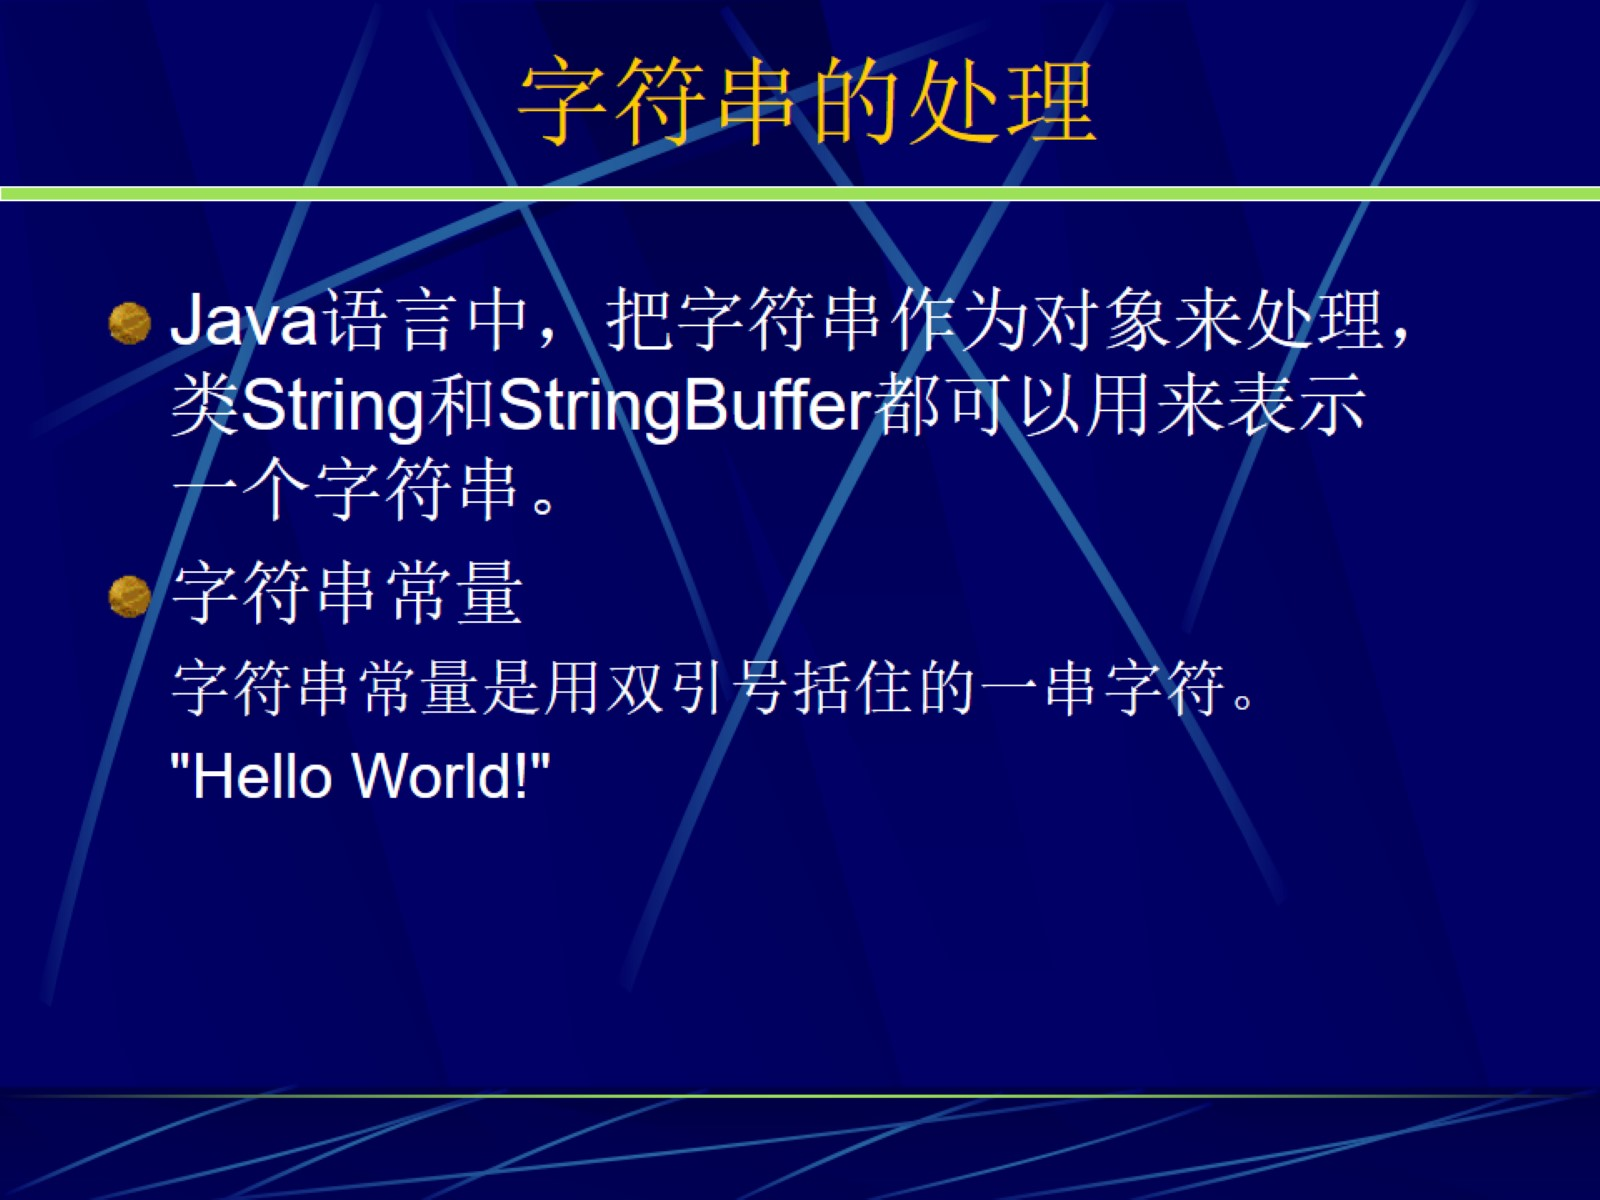 字符串的处理
Java语言中，把字符串作为对象来处理，
类String和StringBuffer都可以用来表示
一个字符串。
字符串常量
字符串常量是用双引号括住的一串字符。
"Hello World!"